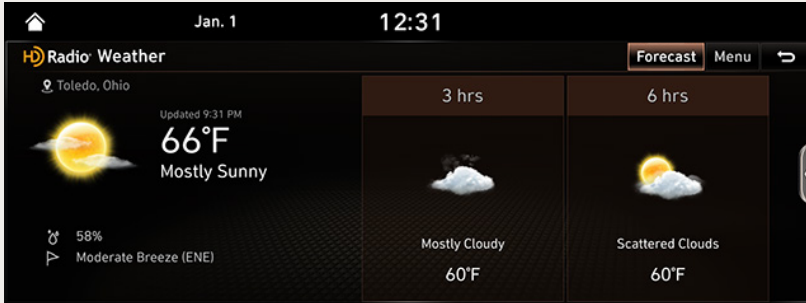 Jan. 1
12:31
HD Radio Weather
Forecast
Menu
Toledo, Ohio
Updated 9:31 PM
66°F
Mostly Sunny
58%
Moderate Breeze (ENE)
3 hrs
Mostly Cloudy
60°F
6 hrs
Scattered Clouds
60°F